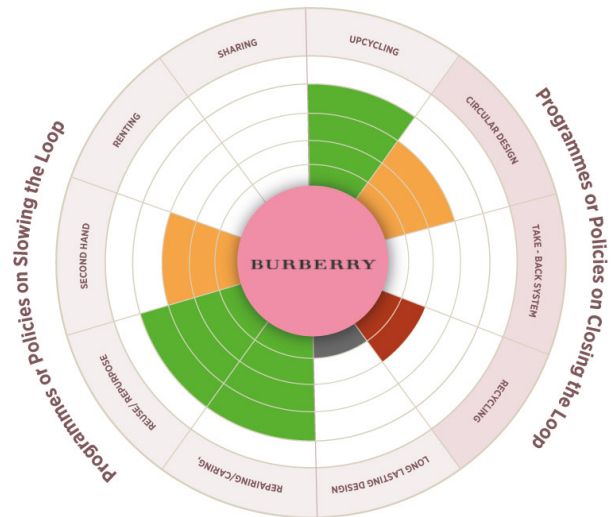 SHARING
UPCYCLING
CIRCULAR DESIGN
TAKE - BACK SYSTEM
RECYCLING
LONG LASTING DESIGN
REPAIRING/CARING,
REUSE/ REPURPOSE
SECOND HAND
RENTING
BURBERRY
Programmes or Policies on Slowing the Loop
Programmes or Policies on Closing the Loop